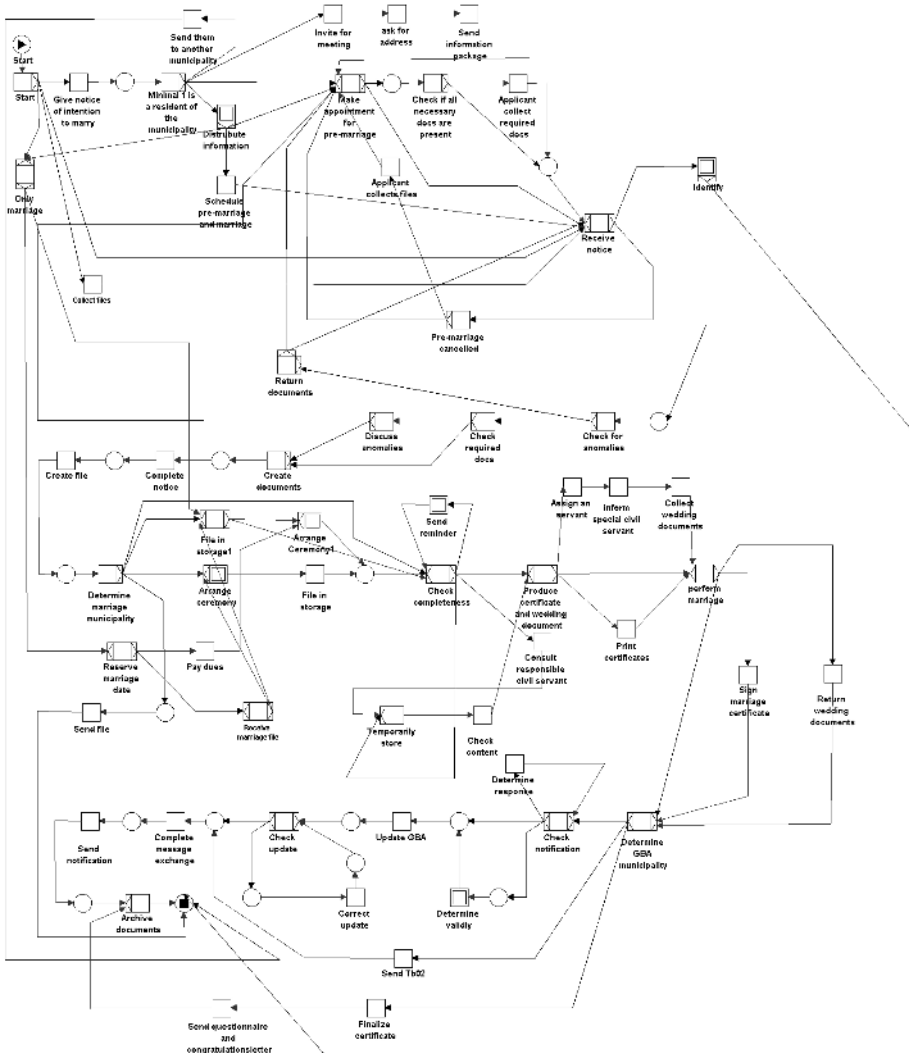 Send them
to another
municipality
Invite for
meeting
ask for
address
Send
information
package
Start
Start
Give notice
of intention
to marry
Minimal 1 is
a resident of
the
municipality
Distribute
information
Make
appointment
for
pre-marriage
Check if all
necessary
docs are
present
Applicant
collect
required
docs
Only
marriage
Schedule
pre-marriage
and marriage
Applicant
collects files
Identify
Receive
notice
Collect files
Pre-marriage
cancelled
Return
documents
Discuss
anomalies
Check
required
docs
Check for
anomalies
Create file
Complete
notice
Create
documents
Assign an
servant
Inform
special civil
servant
Collect
wedding
documents
File in
storage1
Arrange
Ceremony1
Send
reminder
Determine
marriage
municipality
Arrange
ceremony
File in
storage
Check
completeness
Produce
certificate
and wedding
document
perform
marriage
Print
certificates
Consult
responsible
civil servant
Reserve
marriage
date
Pay dues
Sign
marriage
certificate
Return
wedding
documents
Send file
Receive
marriage file
Temporarily
store
Check
content
Determine
response
Send
notification
Complete
message
exchange
Check
update
Update GBA
Check
notification
Determine
GBA
municipality
Archive
documents
Correct
update
Determine
validly
Send Tb02
Send questionnaire
and
congratulationsletter
Finalize
certificate